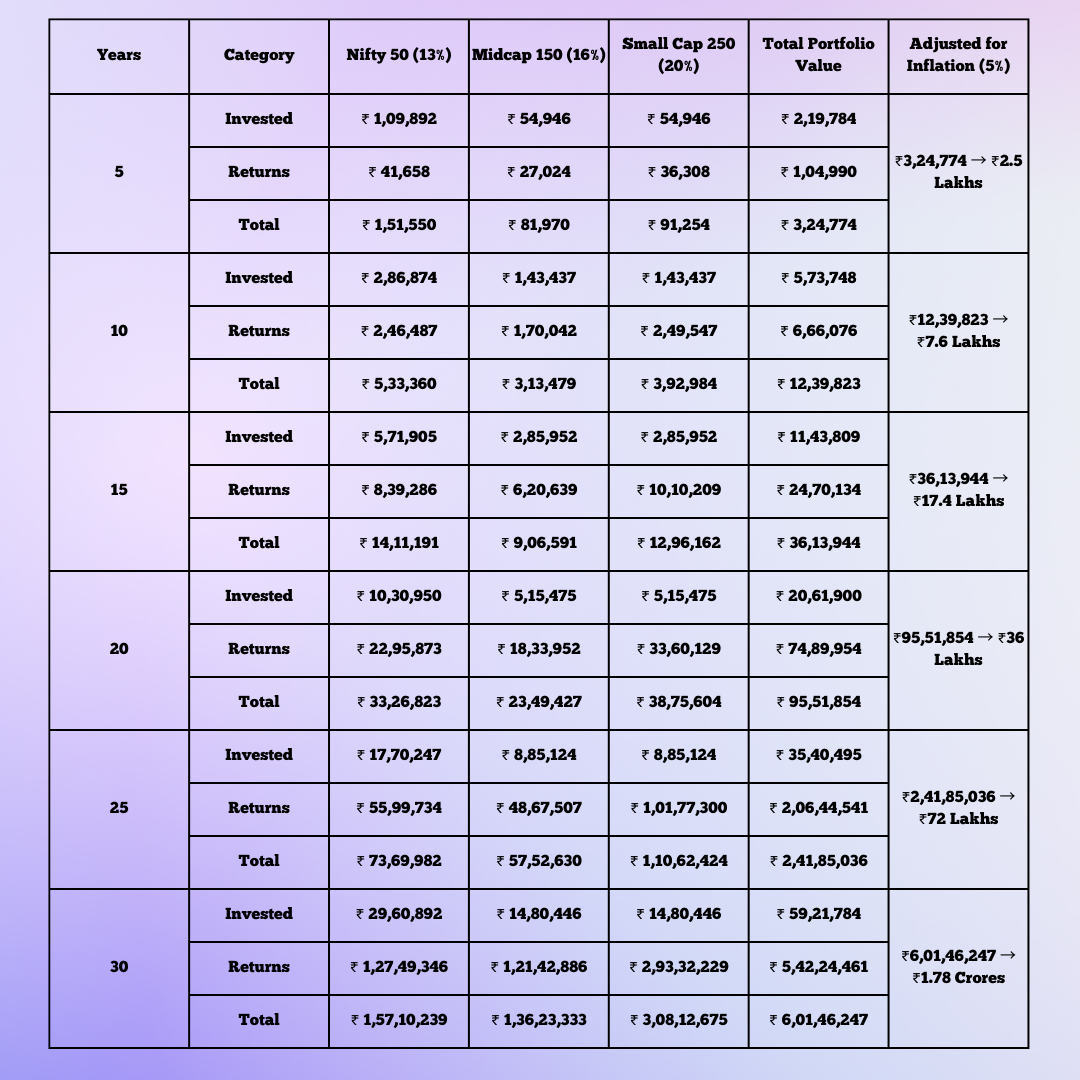 Years
Category
Nifty 50 (13%)
Midcap 150 (16%)
Small Cap 250
(20%)
Total Portfolio
Value
Adjusted for
Inflation (5%)
5
Invested
₹ 1,09,892
₹ 54,946
₹ 54,946
₹ 2,19,784
Returns
₹ 41,658
₹ 27,024
₹ 36,308
₹ 1,04,990
Total
₹ 1,51,550
₹ 81,970
₹ 91,254
₹ 3,24,774
₹3,24,774 → ₹2.5
Lakhs
10
Invested
₹ 2,86,874
₹ 1,43,437
₹ 1,43,437
₹ 5,73,748
Returns
₹ 2,46,487
₹ 1,70,042
₹ 2,49,547
₹ 6,66,076
Total
₹ 5,33,360
₹ 3,13,479
₹ 3,92,984
₹ 12,39,823
₹12,39,823 →
₹7.6 Lakhs
15
Invested
₹ 5,71,905
₹ 2,85,952
₹ 2,85,952
₹ 11,43,809
Returns
₹ 8,39,286
₹ 6,20,639
₹ 10,10,209
₹ 24,70,134
Total
₹ 14,11,191
₹ 9,06,591
₹ 12,96,162
₹ 36,13,944
₹36,13,944 →
₹17.4 Lakhs
20
Invested
₹ 10,30,950
₹ 5,15,475
₹ 5,15,475
₹ 20,61,900
Returns
₹ 22,95,873
₹ 18,33,952
₹ 33,60,129
₹ 74,89,954
Total
₹ 33,26,823
₹ 23,49,427
₹ 38,75,604
₹ 95,51,854
₹95,51,854 → ₹36
Lakhs
25
Invested
₹ 17,70,247
₹ 8,85,124
₹ 8,85,124
₹ 35,40,495
Returns
₹ 55,99,734
₹ 48,67,507
₹ 1,01,77,300
₹ 2,06,44,541
Total
₹ 73,69,982
₹ 57,52,630
₹ 1,10,62,424
₹ 2,41,85,036
₹2,41,85,036 →
₹72 Lakhs
30
Invested
₹ 29,60,892
₹ 14,80,446
₹ 14,80,446
₹ 59,21,784
Returns
₹ 1,27,49,346
₹ 1,21,42,886
₹ 2,93,32,229
₹ 5,42,24,461
Total
₹ 1,57,10,239
₹ 1,36,23,333
₹ 3,08,12,675
₹ 6,01,46,247
₹6,01,46,247 →
₹1.78 Crores